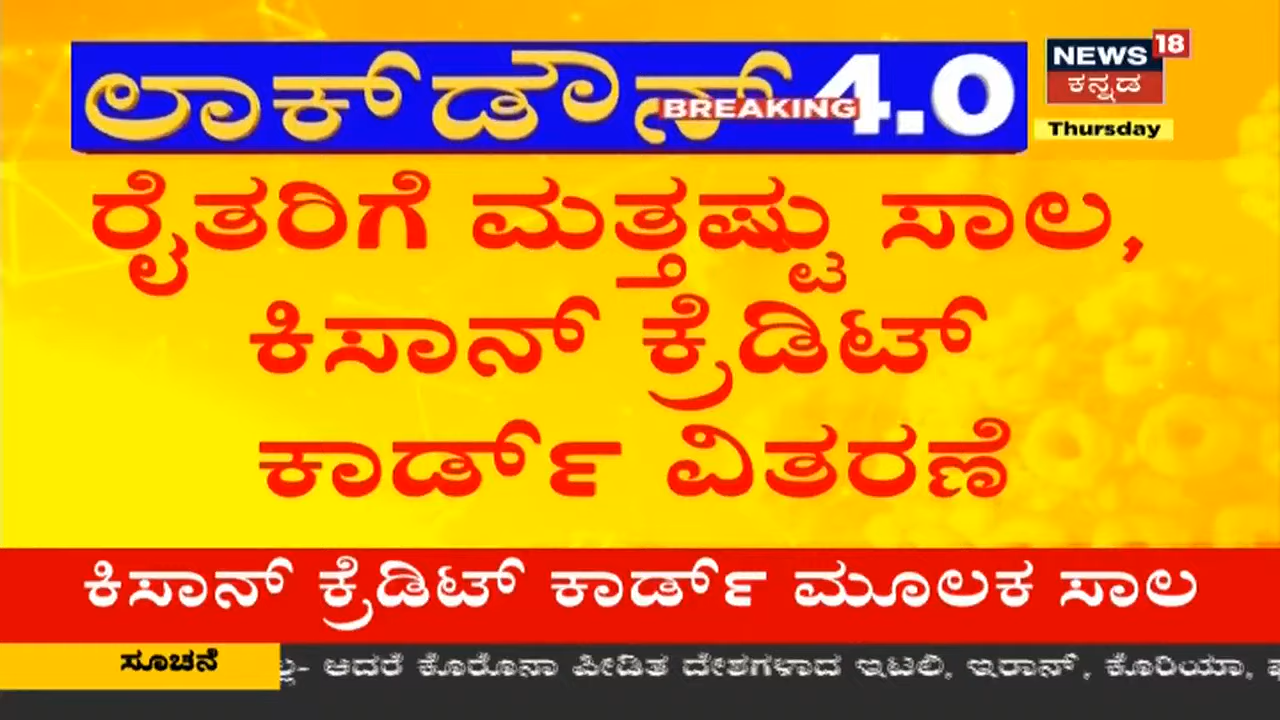 ಲಾಕ್‌ಡೌನ್ 4.0
BREAKING
NEWS 18
ಕನ್ನಡ
Thursday
ರೈತರಿಗೆ ಮತ್ತಷ್ಟು ಸಾಲ,
ಕಿಸಾನ್ ಕ್ರೆಡಿಟ್
ಕಾರ್ಡ್ ವಿತರಣೆ
ಕಿಸಾನ್ ಕ್ರೆಡಿಟ್ ಕಾರ್ಡ್ ಮೂಲಕ ಸಾಲ
ಸೂಚನೆ
- ಆದರೆ ಕೊರೊನಾ ಪೀಡಿತ ದೇಶಗಳಾದ ಇಟಲಿ, ಇರಾನ್, ಕೊರಿಯಾ,